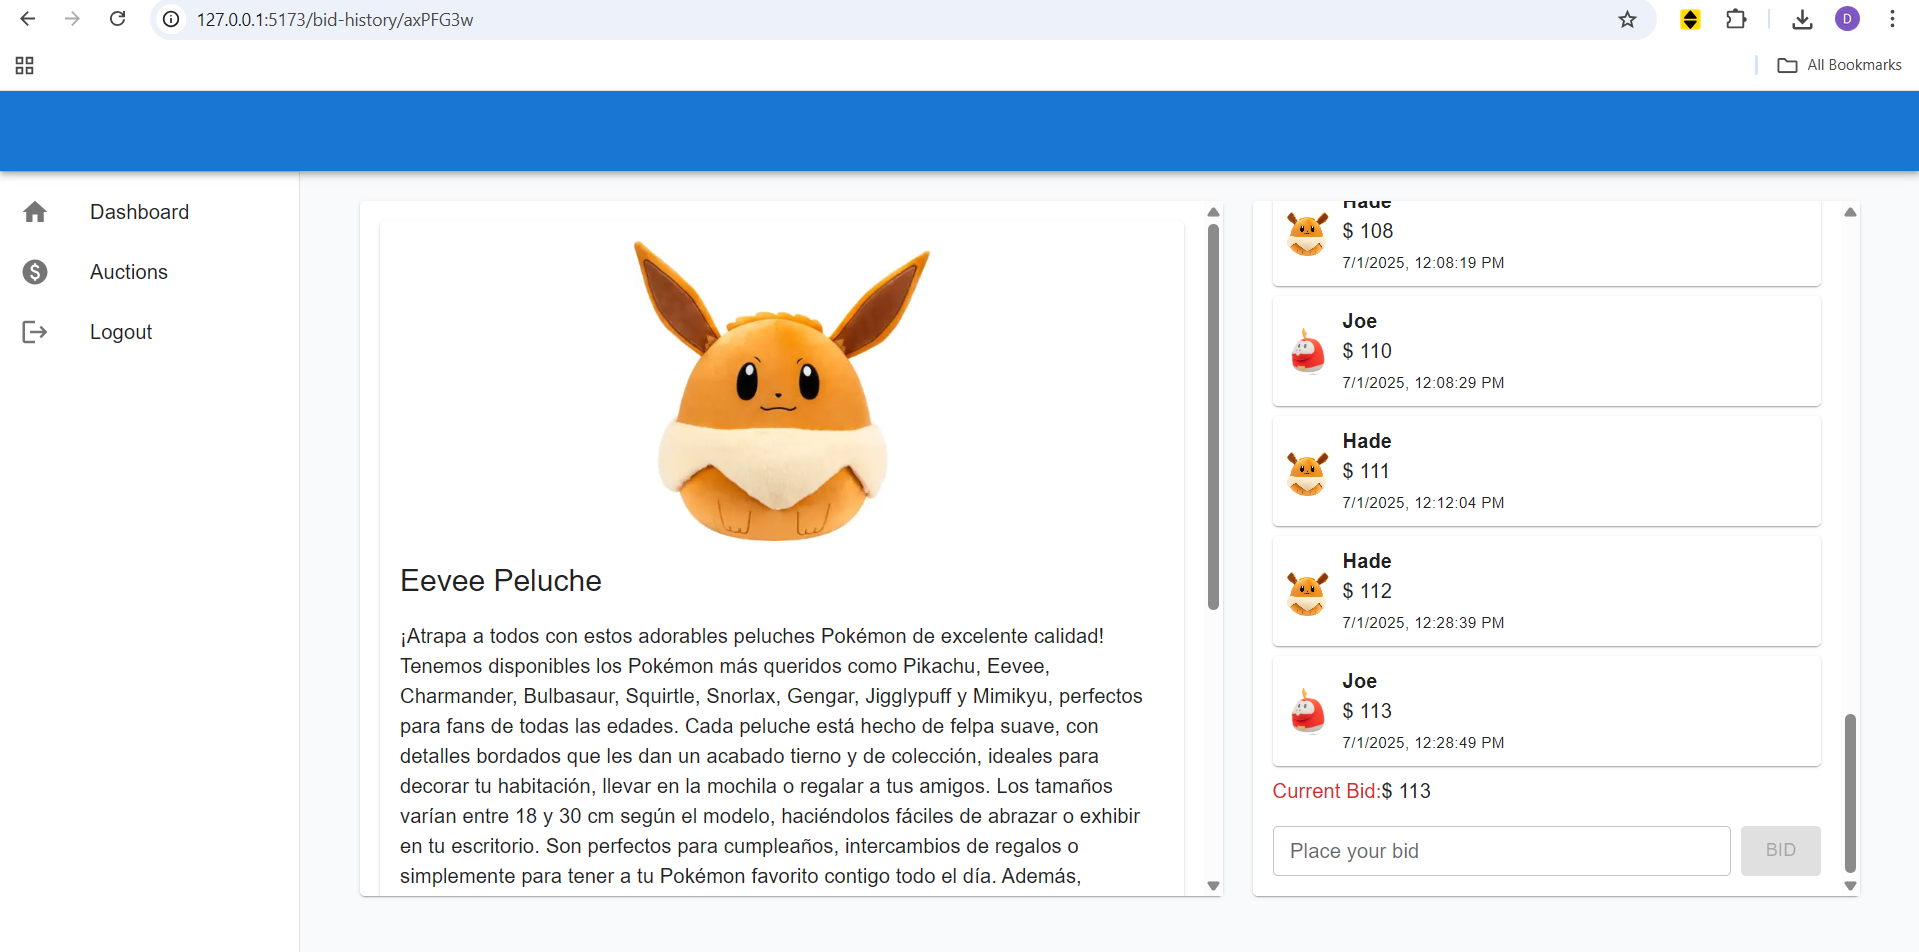 127.0.0.1:5173/bid-history/axPFG3w
D
All Bookmarks
Dashboard
Auctions
Logout
Eevee Peluche
¡Atrapa a todos con estos adorables peluches Pokémon de excelente calidad!
Tenemos disponibles los Pokémon más queridos como Pikachu, Eevee,
Charmander, Bulbasaur, Squirtle, Snorlax, Gengar, Jigglypuff y Mimikyu, perfectos
para fans de todas las edades. Cada peluche está hecho de felpa suave, con
detalles bordados que les dan un acabado tierno y de colección, ideales para
decorar tu habitación, llevar en la mochila o regalar a tus amigos. Los tamaños
varían entre 18 y 30 cm según el modelo, haciéndolos fáciles de abrazar o exhibir
en tu escritorio. Son perfectos para cumpleaños, intercambios de regalos o
simplemente para tener a tu Pokémon favorito contigo todo el día. Además,
Hade
$ 108
7/1/2025, 12:08:19 PM
Joe
$ 110
7/1/2025, 12:08:29 PM
Hade
$ 111
7/1/2025, 12:12:04 PM
Hade
$ 112
7/1/2025, 12:28:39 PM
Joe
$ 113
7/1/2025, 12:28:49 PM
Current Bid:$ 113
Place your bid
BID